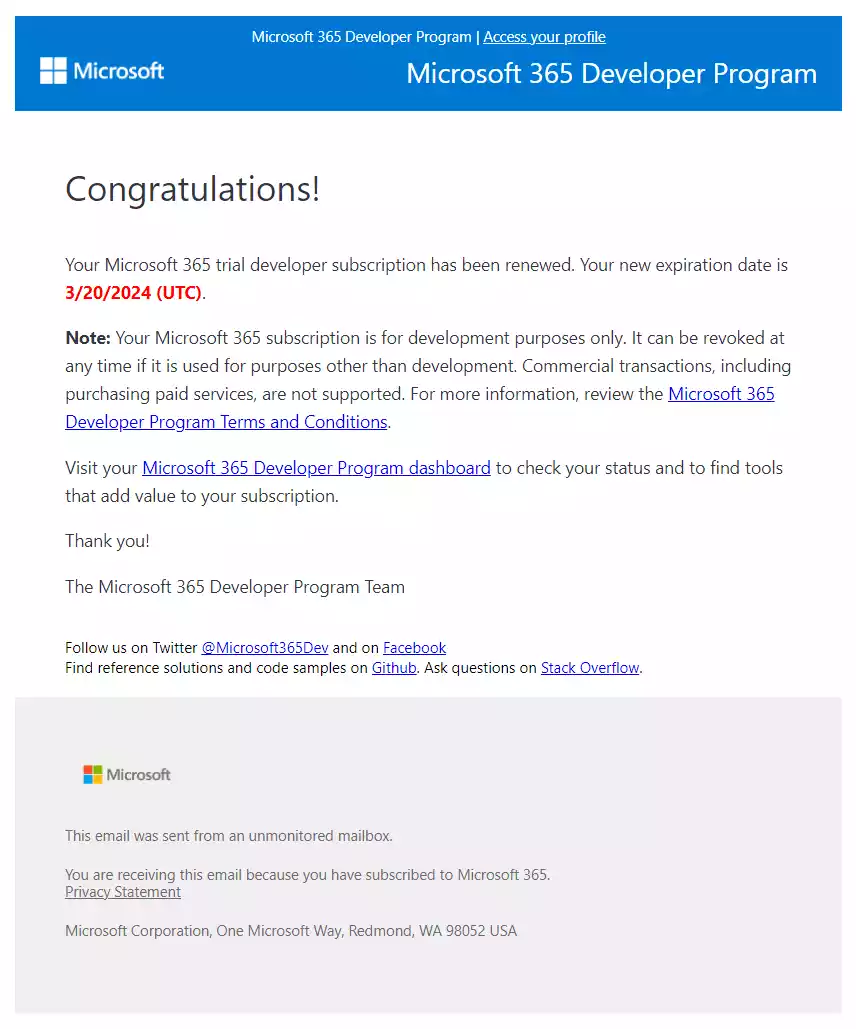 Microsoft 365 Developer Program | Access your profile
Microsoft
Microsoft 365 Developer Program
Congratulations!
Your Microsoft 365 trial developer subscription has been renewed. Your new expiration date is
3/20/2024 (UTC).
Note: Your Microsoft 365 subscription is for development purposes only. It can be revoked at
any time if it is used for purposes other than development. Commercial transactions, including
purchasing paid services, are not supported. For more information, review the Microsoft 365
Developer Program Terms and Conditions.
Visit your Microsoft 365 Developer Program dashboard to check your status and to find tools
that add value to your subscription.
Thank you!
The Microsoft 365 Developer Program Team
Follow us on Twitter @Microsoft365Dev and on Facebook
Find reference solutions and code samples on Github. Ask questions on Stack Overflow.
Microsoft
This email was sent from an unmonitored mailbox.
You are receiving this email because you have subscribed to Microsoft 365.
Privacy Statement
Microsoft Corporation, One Microsoft Way, Redmond, WA 98052 USA